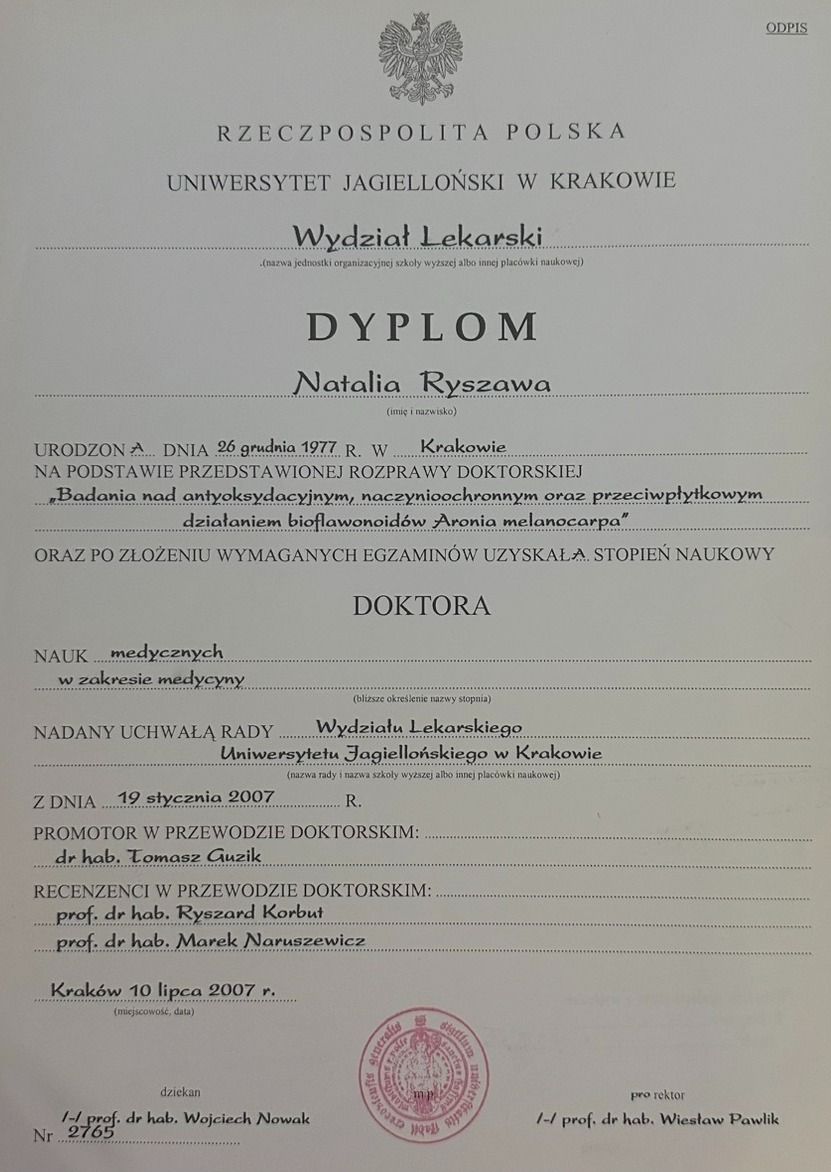 ODPIS
RZECZPOSPOLITA POLSKA
UNIWERSYTET JAGIELLOŃSKI W KRAKOWIE
Wydział Lekarski
.(nazwa jednostki organizacyjnej szkoły wyższej albo innej placówki naukowej)
DYPLOM
Natalia Ryszawa
(imię i nazwisko)
URODZON A DNIA 26 grudnia 1977 R. W Krakowie
NA PODSTAWIE PRZEDSTAWIONEJ ROZPRAWY DOKTORSKIEJ
„Badania nad antyoksydacyjnym, naczynioochronnym oraz przeciwpłytkowym
działaniem bioflawonoidów Aronia melanocarpa”
ORAZ PO ZŁOŻENIU WYMAGANYCH EGZAMINÓW UZYSKAŁA STOPIEŃ NAUKOWY
DOKTORA
NAUK medycznych
w zakresie medycyny
(bliższe określenie nazwy stopnia)
NADANY UCHWAŁĄ RADY Wydziału Lekarskiego
Uniwersytetu Jagiellońskiego w Krakowie
(nazwa rady i nazwa szkoły wyższej albo innej placówki naukowej)
Z DNIA 19 stycznia 2007 R.
PROMOTOR W PRZEWODZIE DOKTORSKIM:
dr hab. Tomasz Guzik
RECENZENCI W PRZEWODZIE DOKTORSKIM:
prof. dr hab. Ryszard Korbut
prof. dr hab. Marek Naruszewicz
Kraków 10 lipca 2007 r.
(miejscowość, data)
dziekan
m.p.
pro rektor
/-/ prof. dr hab. Wojciech Nowak
/-/ prof. dr hab. Wiesław Pawlik
Nr 2765